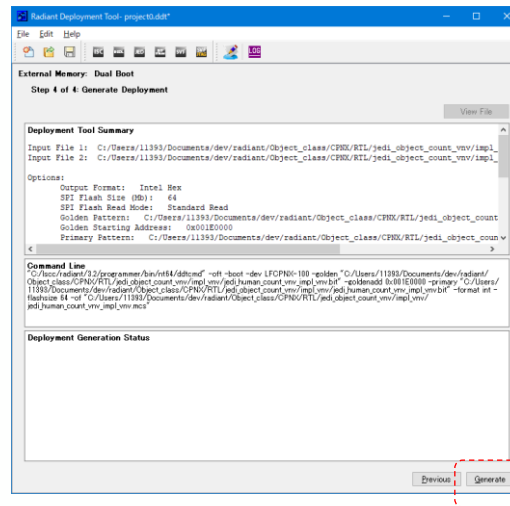 Radiant Deployment Tool- project0.ddt*
File Edit Help
LOG
External Memory: Dual Boot
Step 4 of 4: Generate Deployment
View File
Deployment Tool Summary
Input File 1: C:/Users/11393/Documents/dev/radiant/Object_class/CPNX/RTL/jedi_object_count_vnv/impl_
Input File 2: C:/Users/11393/Documents/dev/radiant/Object_class/CPNX/RTL/jedi_object_count_vnv/impl_
Options:
Output Format: Intel Hex
SPI Flash Size (Mb): 64
SPI Flash Read Mode: Standard Read
Golden Pattern: C:/Users/11393/Documents/dev/radiant/Object_class/CPNX/RTL/jedi_object_count
Golden Starting Address: 0x001E0000
Primary Pattern: C:/Users/11393/Documents/dev/radiant/Object_class/CPNX/RTL/jedi_object_coun
Command Line
"C:/lscc/radiant/3.2/programmer/bin/nt64/ddtcmd" -oft -boot -dev LFCPNX-100 -golden "C:/Users/11393/Documents/dev/radiant/
Object_class/CPNX/RTL/jedi_object_count_vnv/impl_vnv/jedi_human_count_vnv_impl_vnv.bit" -goldenadd 0x001E0000 -primary "C:/Users/
11393/Documents/dev/radiant/Object_class/CPNX/RTL/jedi_object_count_vnv/impl_vnv/jedi_human_count_vnv_impl_vnv.bit" -format int -
flashsize 64 -of "C:/Users/11393/Documents/dev/radiant/Object_class/CPNX/RTL/jedi_object_count_vnv/impl_vnv/
jedi_human_count_vnv_impl_vnv.mcs"
Deployment Generation Status
Previous Generate